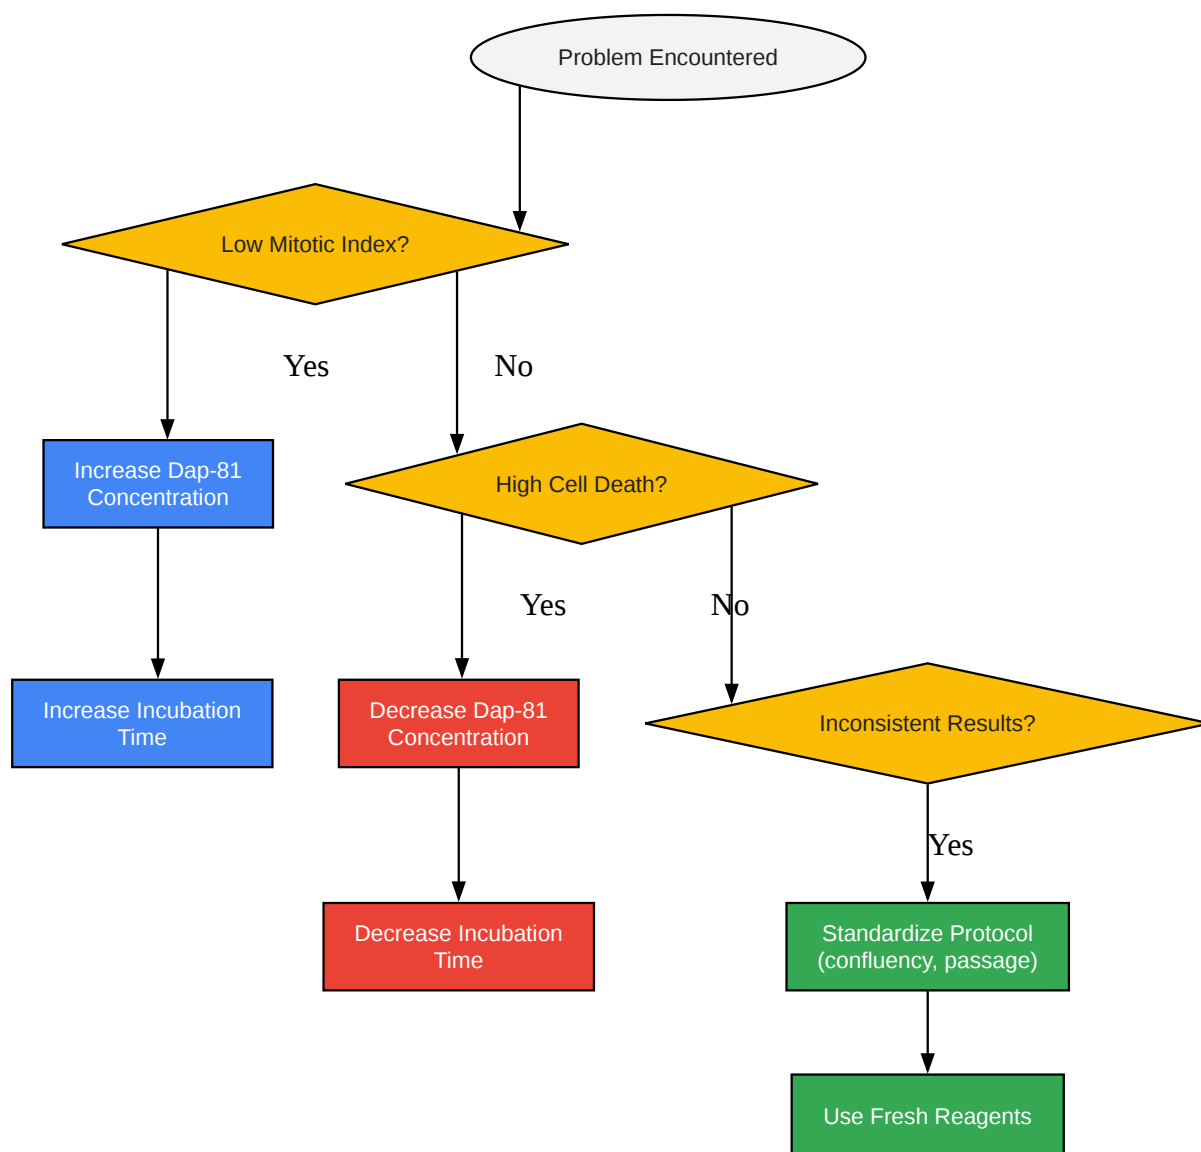 Problem Encountered
Low Mitotic Index?
Yes
No
Increase Dap-81
Concentration
High Cell Death?
Yes
No
Increase Incubation
Time
Decrease Dap-81
Concentration
Inconsistent Results?
Yes
Decrease Incubation
Time
Standardize Protocol
(confluency, passage)
Use Fresh Reagents